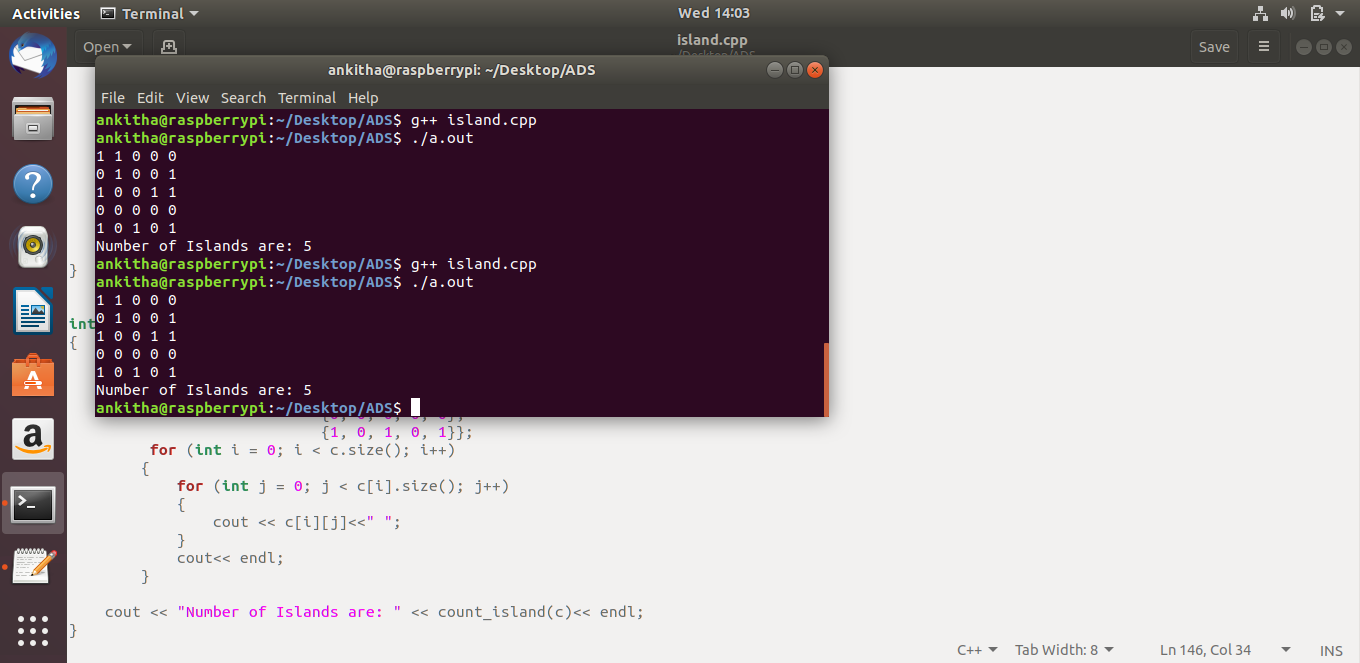 Activities Terminal Wed 14:03
Open island.cpp Save
~/Desktop/ADS
ankitha@raspberrypi: ~/Desktop/ADS
File Edit View Search Terminal Help
ankitha@raspberrypi:~/Desktop/ADS$ g++ island.cpp
ankitha@raspberrypi:~/Desktop/ADS$ ./a.out
1 1 0 0 0
0 1 0 0 1
1 0 0 1 1
0 0 0 0 0
1 0 1 0 1
Number of Islands are: 5
ankitha@raspberrypi:~/Desktop/ADS$ g++ island.cpp
ankitha@raspberrypi:~/Desktop/ADS$ ./a.out
1 1 0 0 0
0 1 0 0 1
1 0 0 1 1
0 0 0 0 0
1 0 1 0 1
Number of Islands are: 5
ankitha@raspberrypi:~/Desktop/ADS$
}
int
{
{1, 0, 1, 0, 1}};
for (int i = 0; i < c.size(); i++)
{
for (int j = 0; j < c[i].size(); j++)
{
cout << c[i][j]<<" ";
}
cout<< endl;
}
cout << "Number of Islands are: " << count_island(c)<< endl;
}
C++ Tab Width: 8 Ln 146, Col 34 INS